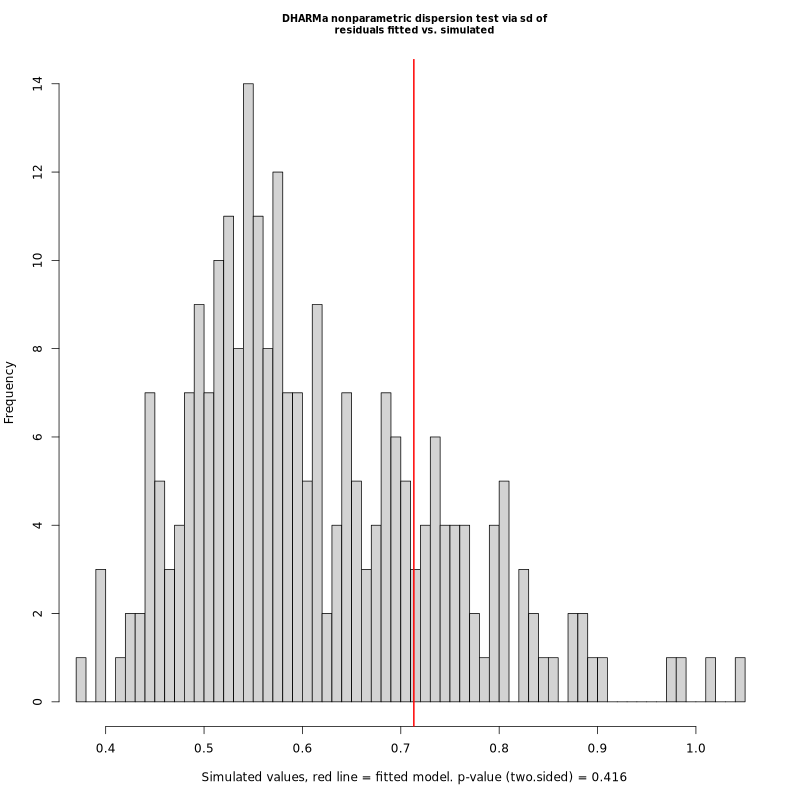 DHARMa nonparametric dispersion test via sd of
residuals fitted vs. simulated
14
12
10
8
6
4
2
0
Frequency
0.4 0.5 0.6 0.7 0.8 0.9 1.0
Simulated values, red line = fitted model. p-value (two.sided) = 0.416